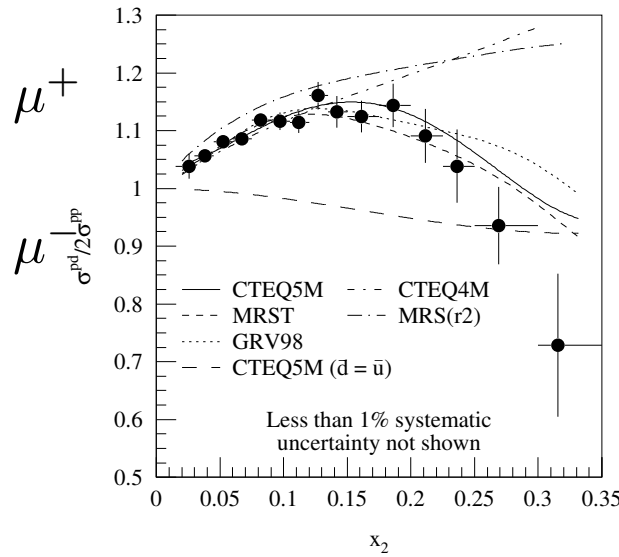 μ⁺
μ⁻
σᵖᵈ/2σᵖᵖ
1.3
1.2
1.1
1
0.9
0.8
0.7
0.6
0.5
CTEQ5M
CTEQ4M
MRST
MRS(r2)
GRV98
CTEQ5M (d̄ = ū)
Less than 1% systematic
uncertainty not shown
0 0.05 0.1 0.15 0.2 0.25 0.3 0.35
x₂